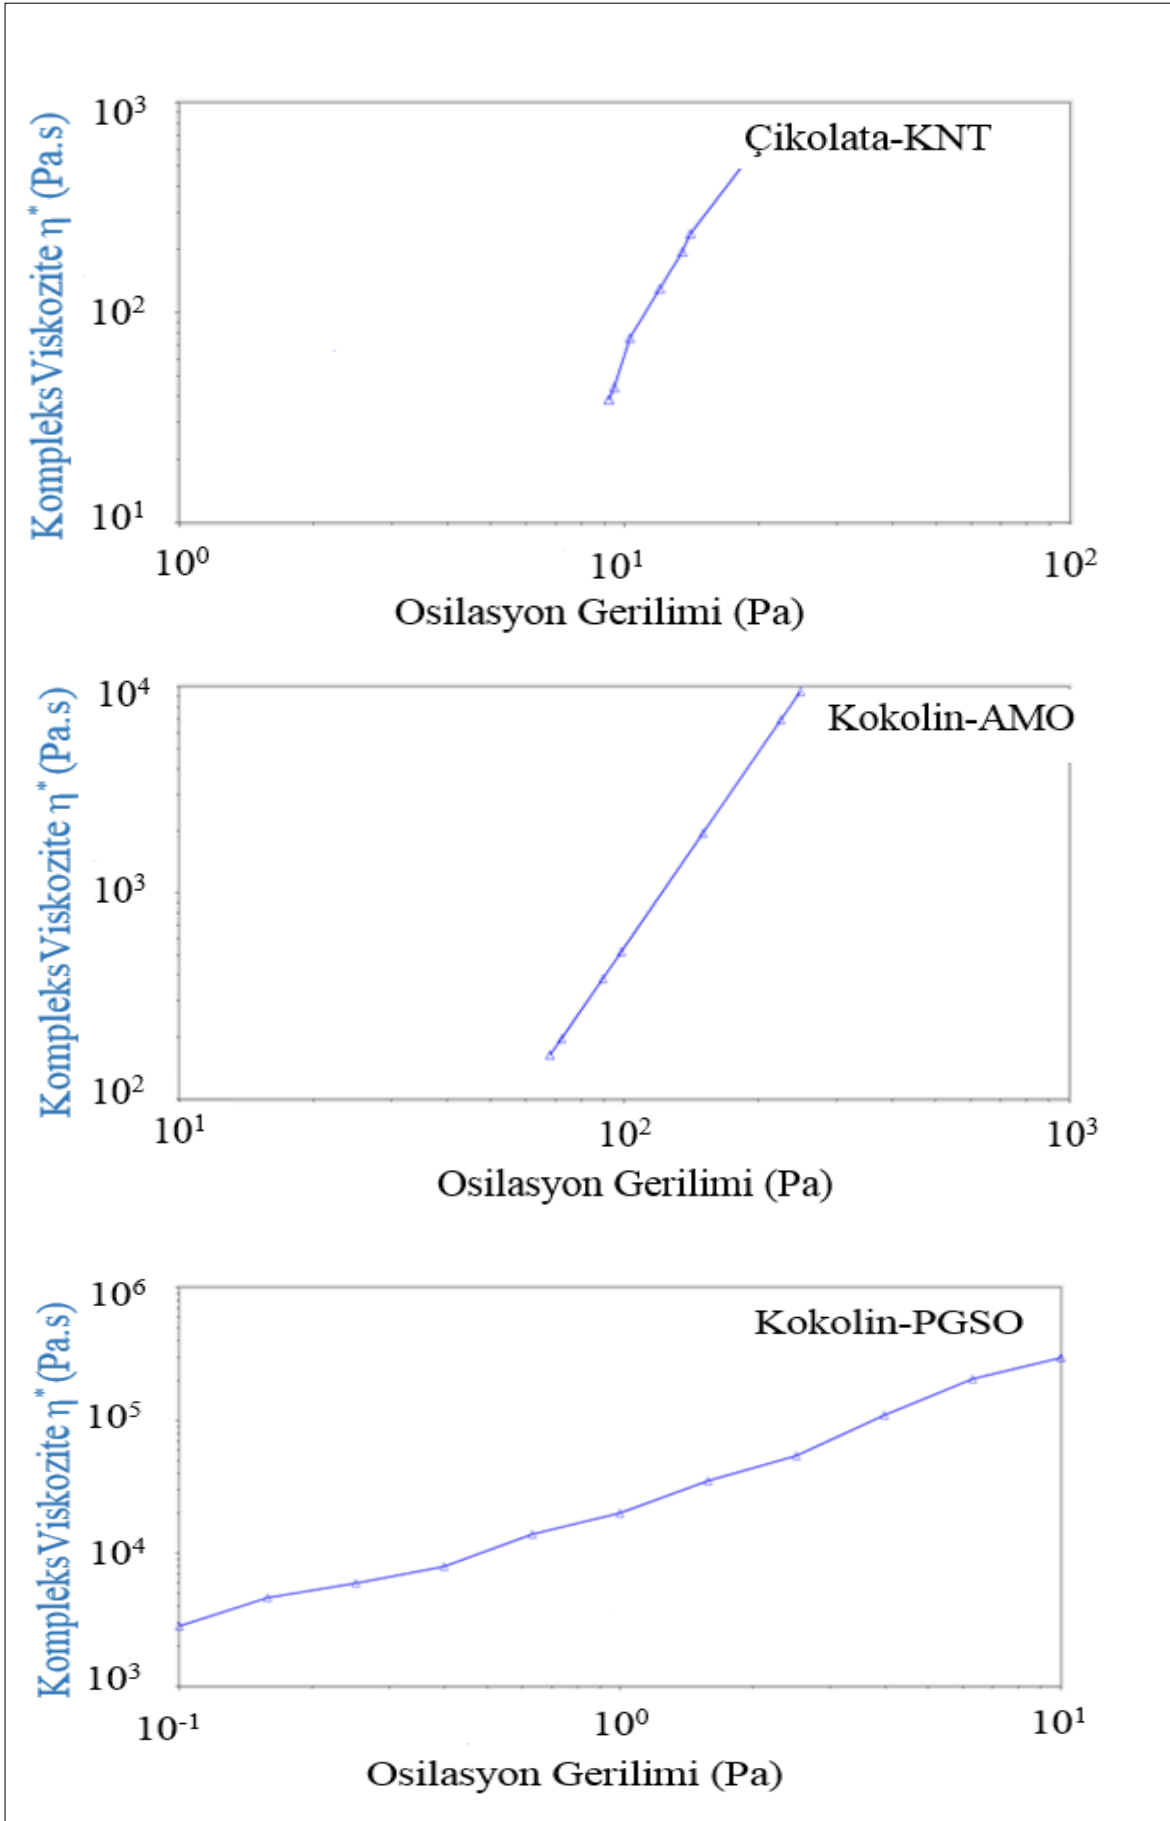 10³
Çikolata-KNT
Kompleks Viskozite η* (Pa.s)
10²
10¹
10⁰ 10¹ 10²
Osilasyon Gerilimi (Pa)
10⁴
Kokolin-AMO
Kompleks Viskozite η* (Pa.s)
10³
10²
10¹ 10² 10³
Osilasyon Gerilimi (Pa)
10⁶
Kokolin-PGSO
Kompleks Viskozite η* (Pa.s)
10⁵
10⁴
10³
10⁻¹ 10⁰ 10¹
Osilasyon Gerilimi (Pa)